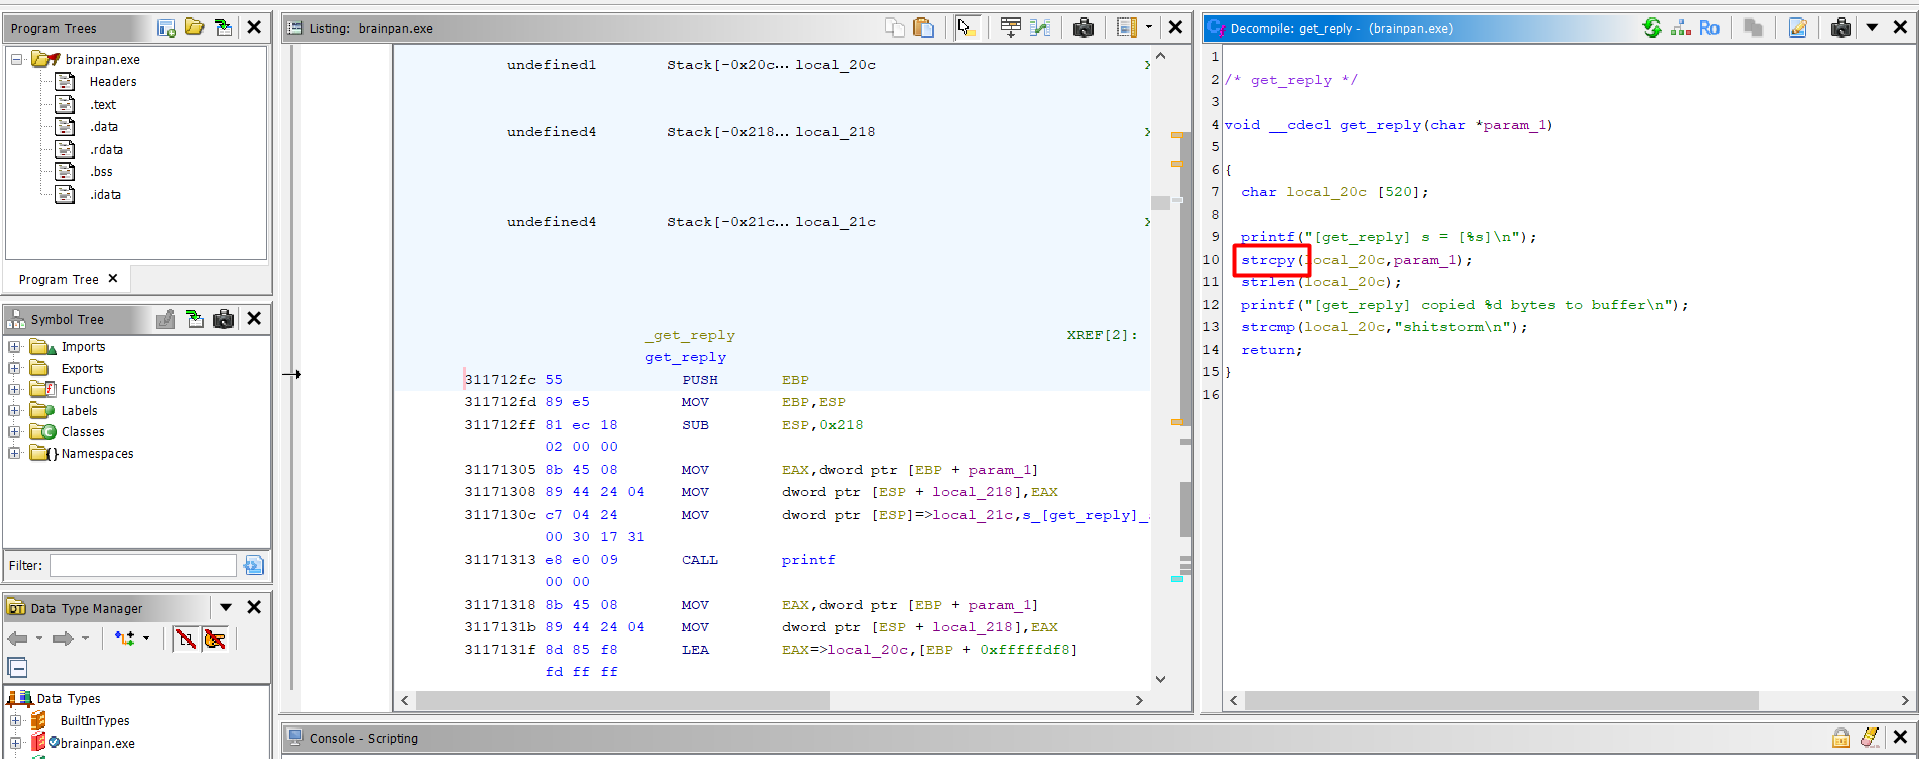 Program Trees
brainpan.exe
Headers
.text
.data
.rdata
.bss
.idata
Program Tree
Symbol Tree
Imports
Exports
Functions
Labels
Classes
Namespaces
Filter:
Data Type Manager
Data Types
BuiltInTypes
brainpan.exe
Listing: brainpan.exe
undefined1 Stack[-0x20c... local_20c
undefined4 Stack[-0x218... local_218
undefined4 Stack[-0x21c... local_21c
_get_reply XREF[2]:
get_reply
311712fc 55 PUSH EBP
311712fd 89 e5 MOV EBP,ESP
311712ff 81 ec 18 SUB ESP,0x218
02 00 00
31171305 8b 45 08 MOV EAX,dword ptr [EBP + param_1]
31171308 89 44 24 04 MOV dword ptr [ESP + local_218],EAX
3117130c c7 04 24 MOV dword ptr [ESP]=>local_21c,s_[get_reply]_
00 30 17 31
31171313 e8 e0 09 CALL printf
00 00
31171318 8b 45 08 MOV EAX,dword ptr [EBP + param_1]
3117131b 89 44 24 04 MOV dword ptr [ESP + local_218],EAX
3117131f 8d 85 f8 LEA EAX=>local_20c,[EBP + 0xfffffdf8]
fd ff ff
Decompile: get_reply - (brainpan.exe)
Ro
1
2 /* get_reply */
3
4 void __cdecl get_reply(char *param_1)
5
6 {
7 char local_20c [520];
8
9 printf("[get_reply] s = [%s]\n");
10 strcpy(local_20c,param_1);
11 strlen(local_20c);
12 printf("[get_reply] copied %d bytes to buffer\n");
13 strcmp(local_20c,"shitstorm\n");
14 return;
15 }
16
Console - Scripting